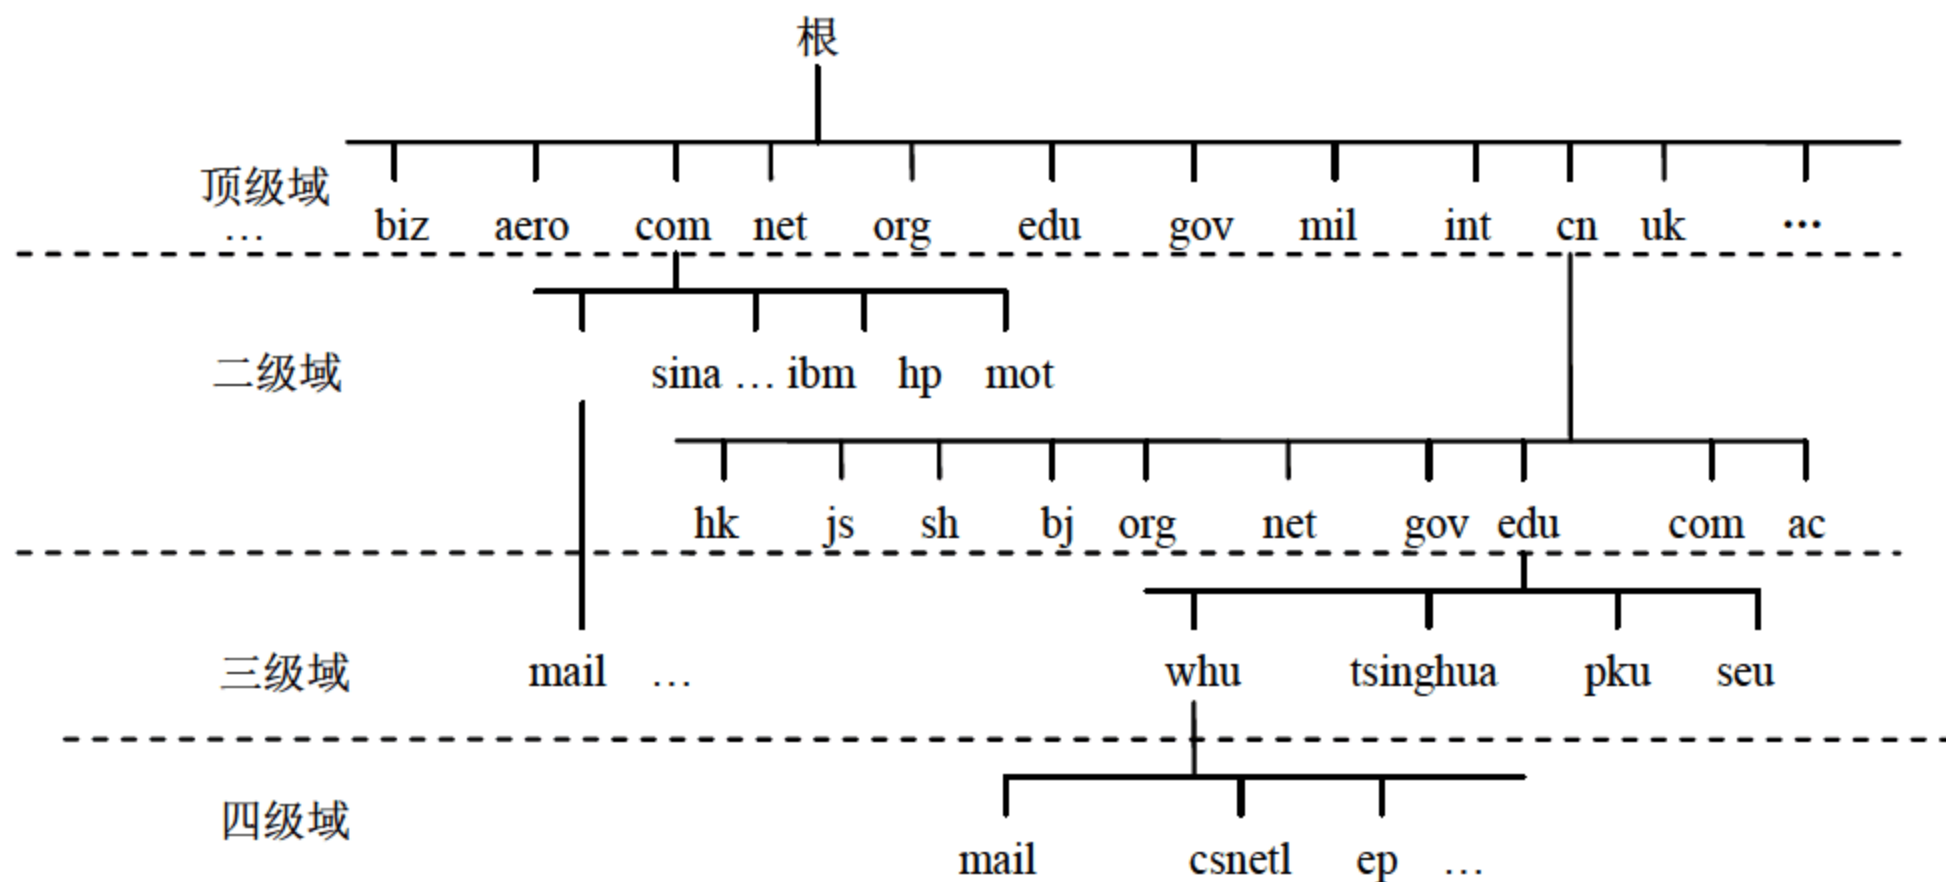 根
顶级域
biz aero com net org edu gov mil int cn uk …
…
二级域 sina … ibm hp mot
hk js sh bj org net gov edu com ac
三级域 mail … whu tsinghua pku seu
四级域
mail csnetl ep …